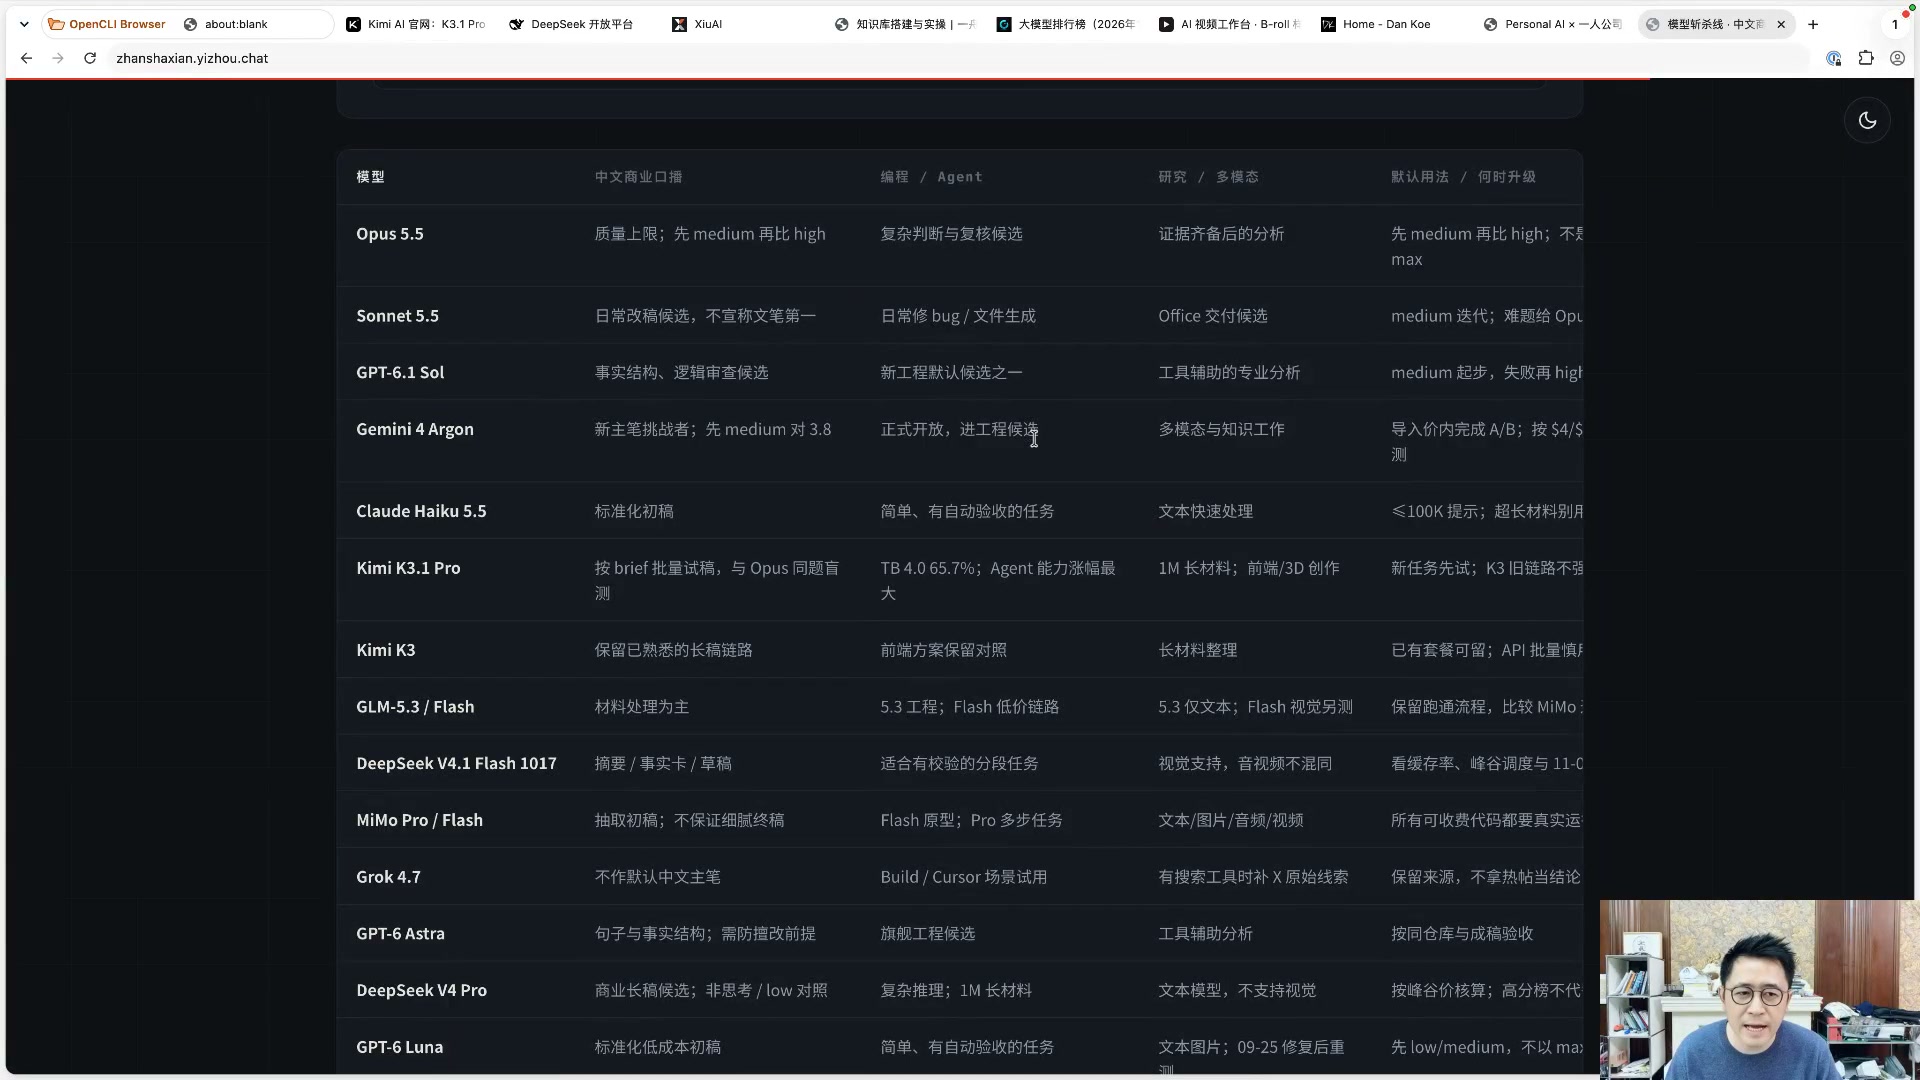 OpenCLI Browser
about:blank
Kimi AI 官网：K3.1 Pro
DeepSeek 开放平台
XiuAI
知识库搭建与实操 | 一
大模型排行榜（2026年
AI 视频工作台 · B-roll
Home - Dan Koe
Personal AI × 一人公司
模型斩杀线 · 中文商
1
zhanshaxian.yizhou.chat
模型 中文商业口播 编程 / Agent 研究 / 多模态 默认用法 / 何时升级
Opus 5.5 质量上限；先 medium 再比 high 复杂判断与复核候选 证据齐备后的分析 先 medium 再比 high；不是
max
Sonnet 5.5 日常改稿候选，不宣称文笔第一 日常修 bug / 文件生成 Office 交付候选 medium 迭代；难题给 Opu
GPT-6.1 Sol 事实结构、逻辑审查候选 新工程默认候选之一 工具辅助的专业分析 medium 起步，失败再 high
Gemini 4 Argon 新主笔挑战者；先 medium 对 3.8 正式开放，进工程候选 多模态与知识工作 导入价内完成 A/B；按 $4/$
测
Claude Haiku 5.5 标准化初稿 简单、有自动验收的任务 文本快速处理 ≤100K 提示；超长材料别用
Kimi K3.1 Pro 按 brief 批量试稿，与 Opus 同题盲 TB 4.0 65.7%；Agent 能力涨幅最 1M 长材料；前端/3D 创作 新任务先试；K3 旧链路不强
测 大
Kimi K3 保留已熟悉的长稿链路 前端方案保留对照 长材料整理 已有套餐可留；API 批量慎用
GLM-5.3 / Flash 材料处理为主 5.3 工程；Flash 低价链路 5.3 仅文本；Flash 视觉另测 保留跑通流程，比较 MiMo
DeepSeek V4.1 Flash 1017 摘要 / 事实卡 / 草稿 适合有校验的分段任务 视觉支持，音视频不混同 看缓存率、峰谷调度与 11-0
MiMo Pro / Flash 抽取初稿；不保证细腻终稿 Flash 原型；Pro 多步任务 文本/图片/音频/视频 所有可收费代码都要真实运
Grok 4.7 不作默认中文主笔 Build / Cursor 场景试用 有搜索工具时补 X 原始线索 保留来源，不拿热帖当结论
GPT-6 Astra 句子与事实结构；需防擅改前提 旗舰工程候选 工具辅助分析 按同仓库与成稿验收
DeepSeek V4 Pro 商业长稿候选；非思考 / low 对照 复杂推理；1M 长材料 文本模型，不支持视觉 按峰谷价核算；高分榜不代
GPT-6 Luna 标准化低成本初稿 简单、有自动验收的任务 文本图片；09-25 修复后重 先 low/medium，不以 max
测